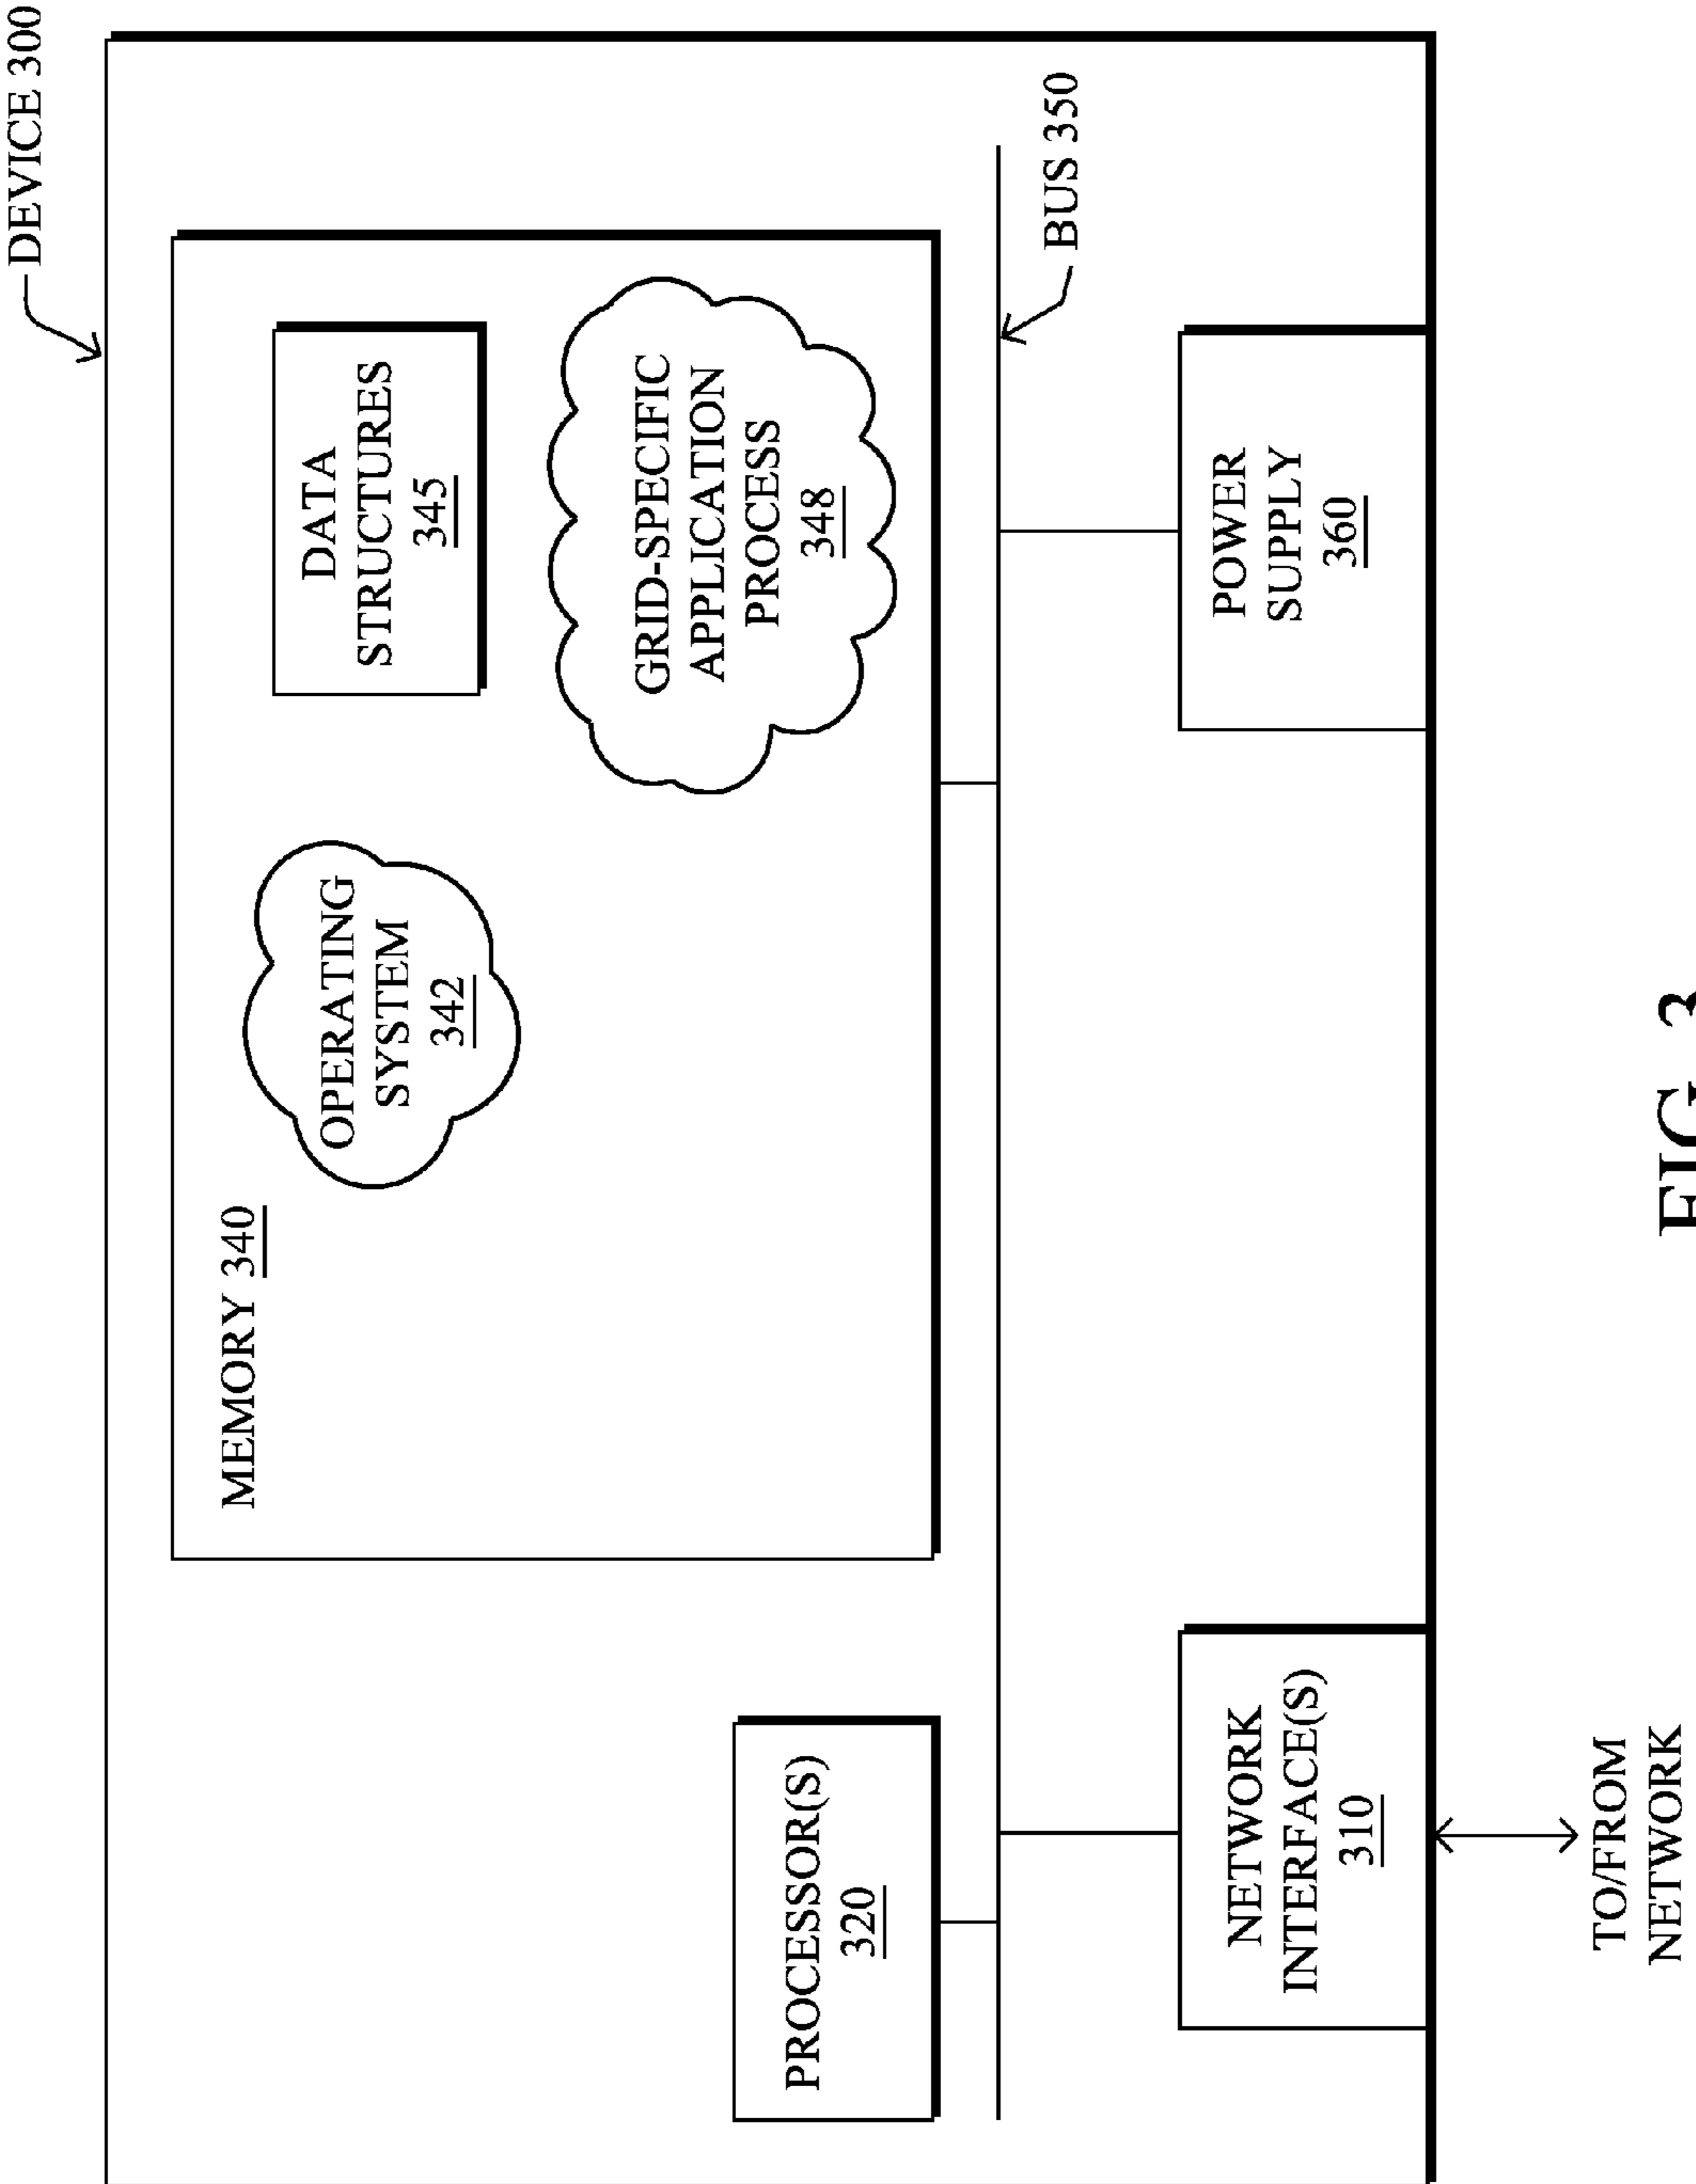 DEVICE 300
MEMORY 340
OPERATING
SYSTEM
342
DATA
STRUCTURES
345
GRID-SPECIFIC
APPLICATION
PROCESS
348
PROCESSOR(S)
320
BUS 350
NETWORK
INTERFACE(S)
310
POWER
SUPPLY
360
TO/FROM
NETWORK
FIG. 3